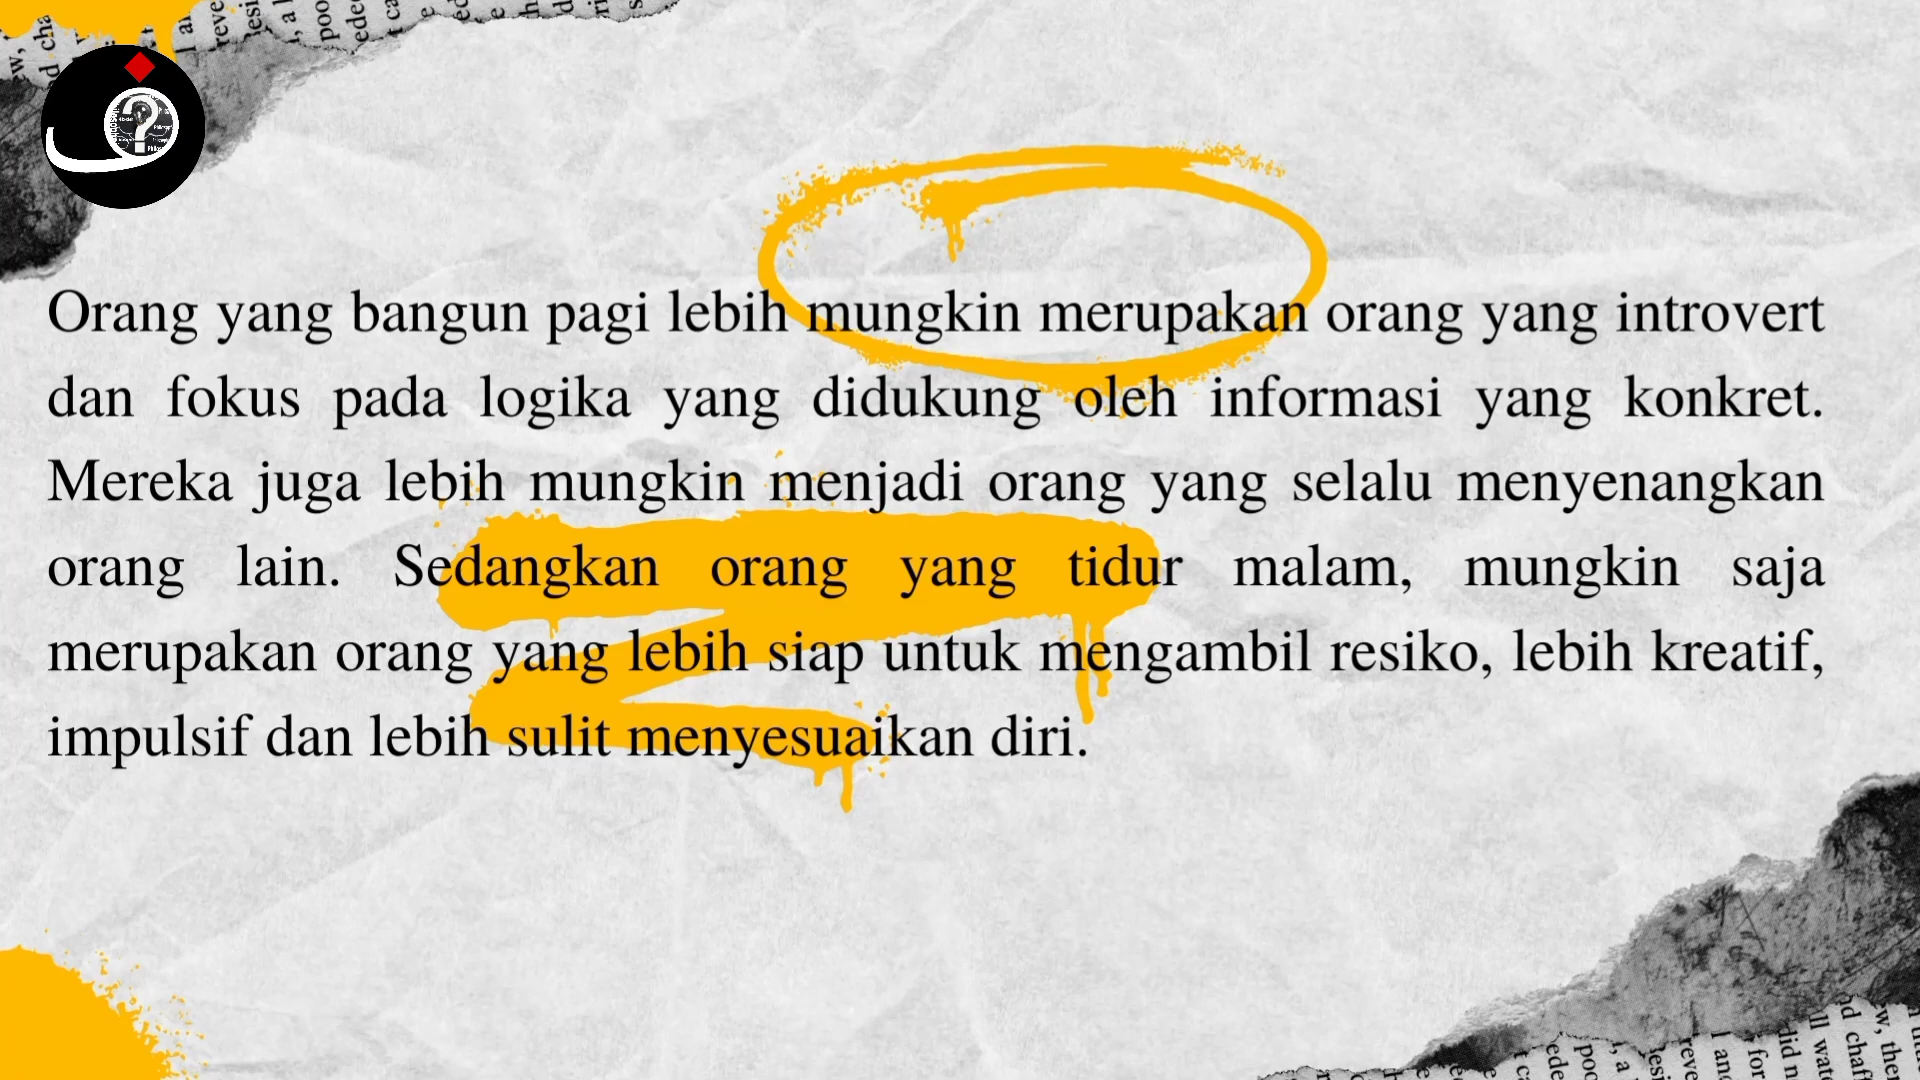 Orang yang bangun pagi lebih mungkin merupakan orang yang introvert
dan fokus pada logika yang didukung oleh informasi yang konkret.
Mereka juga lebih mungkin menjadi orang yang selalu menyenangkan
orang lain. Sedangkan orang yang tidur malam, mungkin saja
merupakan orang yang lebih siap untuk mengambil resiko, lebih kreatif,
impulsif dan lebih sulit menyesuaikan diri.